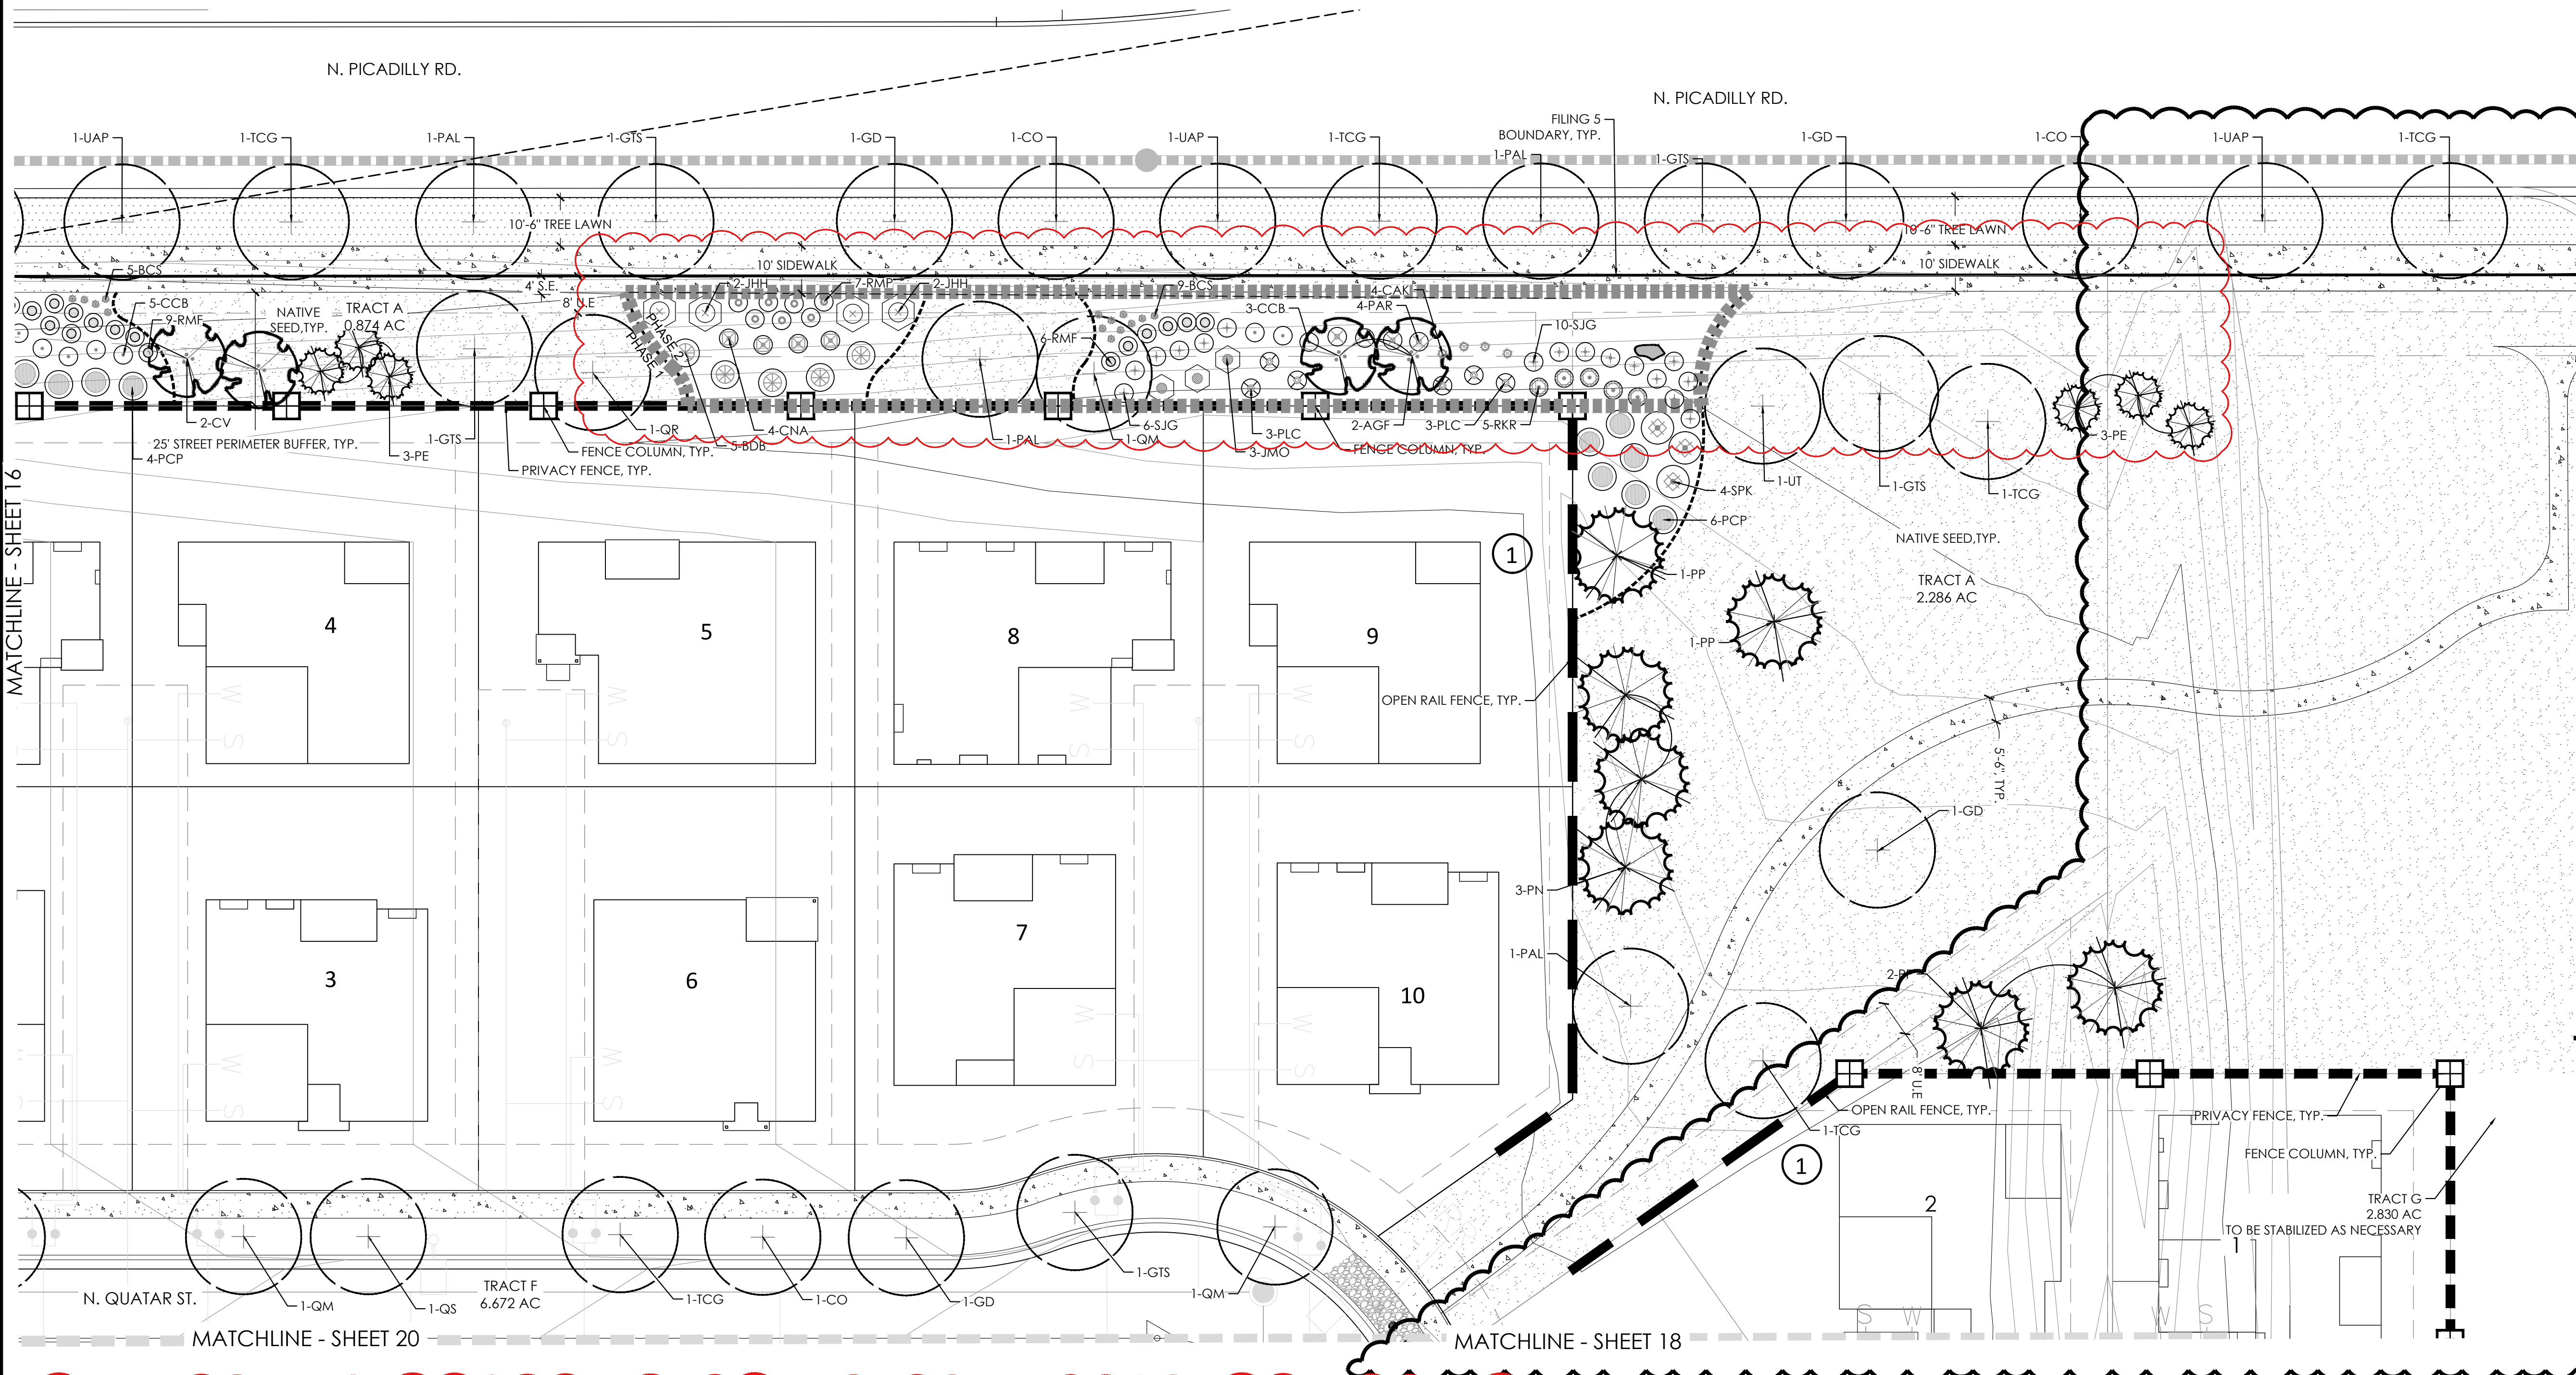 N. PICADILLY RD.
N. PICADILLY RD.
FILING 5
BOUNDARY, TYP.
1-UAP
1-TCG
1-PAL
1-GTS
1-GD
1-CO
1-UAP
1-TCG
1-PAL
1-GTS
1-GD
1-CO
1-UAP
1-TCG
10'-6" TREE LAWN
10'-6" TREE LAWN
10' SIDEWALK
10' SIDEWALK
5-BCS
4' S.E.
8' U.E
2-JHH
7-RMP
2-JHH
9-BCS
4-CAK
4-PAR
3-CCB
10-SJG
5-CCB
9-RMF
NATIVE
SEED,TYP.
TRACT A
0.874 AC
PHASE 2
PHASE 1
6-RMF
2-CV
25' STREET PERIMETER BUFFER, TYP.
4-PCP
3-PE
1-GTS
PRIVACY FENCE, TYP.
FENCE COLUMN, TYP.
1-QR
5-BDB
4-CNA
1-PAL
1-QM
6-SJG
3-JMO
3-PLC
2-AGF
FENCE COLUMN, TYP.
3-PLC
5-RKR
3-PE
4-SPK
1-UT
1-GTS
1-TCG
6-PCP
NATIVE SEED,TYP.
MATCHLINE - SHEET 16
1
1-PP
TRACT A
2.286 AC
1-PP
4
5
8
9
OPEN RAIL FENCE, TYP.
W
S
W
S
W
S
W
S
5'-6", TYP.
1-GD
3-PN
1-PAL
3
6
7
10
2-PP
W
S
W
S
W
S
W
S
8' U.E
OPEN RAIL FENCE, TYP.
1-TCG
1
PRIVACY FENCE, TYP.
FENCE COLUMN, TYP.
TRACT G
2.830 AC
TO BE STABILIZED AS NECESSARY
2
1
S
W
W
S
N. QUATAR ST.
1-QM
1-QS
TRACT F
6.672 AC
1-TCG
1-CO
1-GD
1-GTS
1-QM
MATCHLINE - SHEET 20
MATCHLINE - SHEET 18